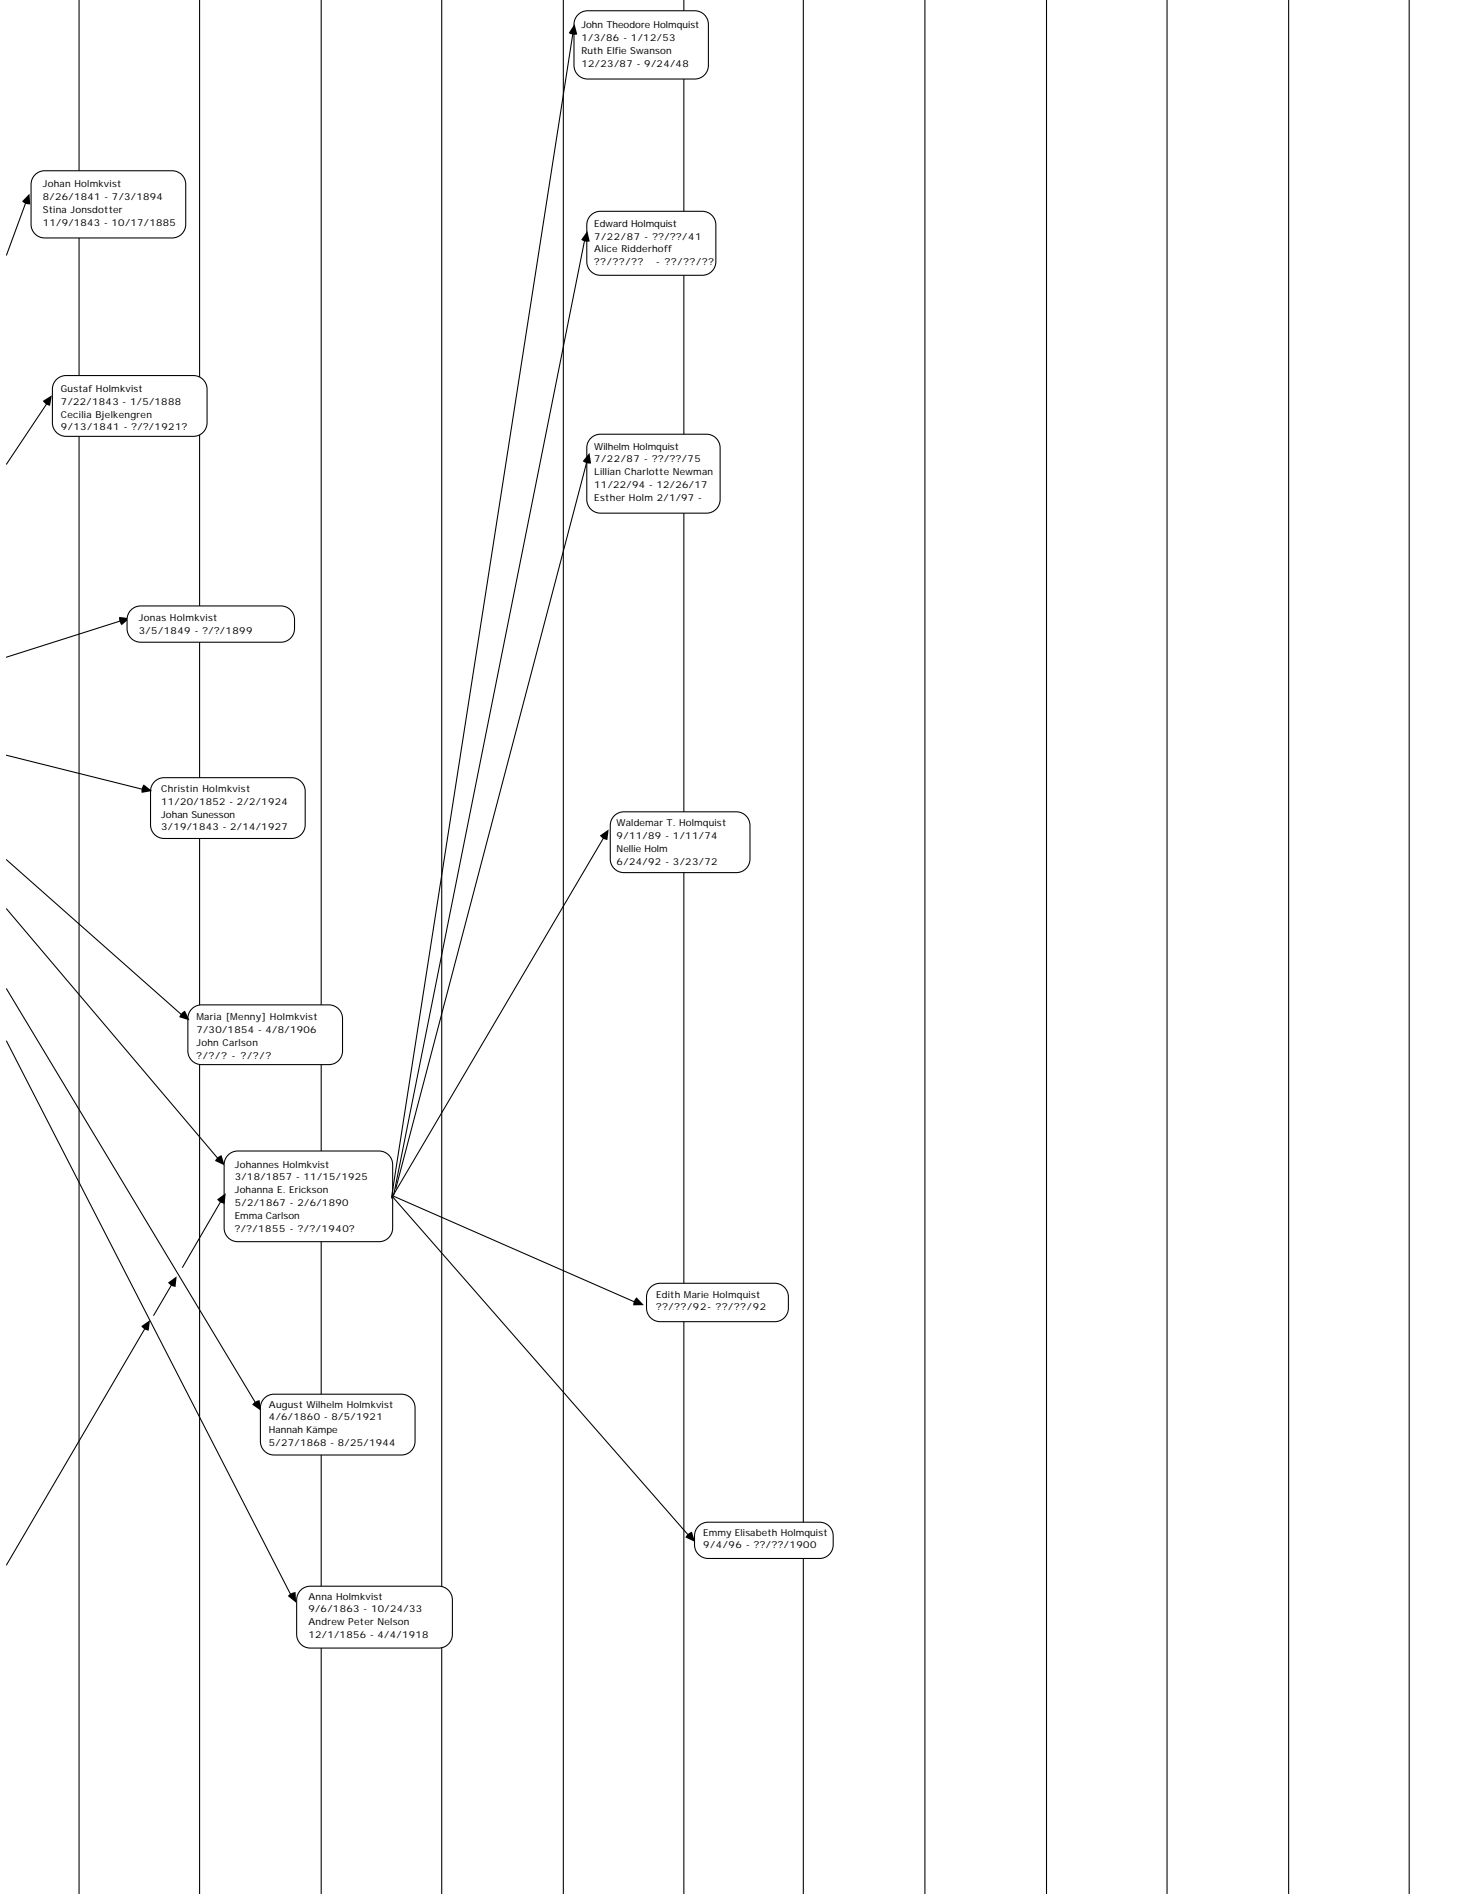 John Theodore Holmquist
1/3/86 - 1/12/53
Ruth Elfie Swanson
12/23/87 - 9/24/48
Johan Holmkvist
8/26/1841 - 7/3/1894
Stina Jonsdotter
11/9/1843 - 10/17/1885
Edward Holmquist
7/22/87 - ??/??/41
Alice Ridderhoff
??/??/?? - ??/??/??
Gustaf Holmkvist
7/22/1843 - 1/5/1888
Cecilia Bjelkengren
9/13/1841 - ?/?/1921?
Wilhelm Holmquist
7/22/87 - ??/??/75
Lillian Charlotte Newman
11/22/94 - 12/26/17
Esther Holm 2/1/97 -
Jonas Holmkvist
3/5/1849 - ?/?/1899
Christin Holmkvist
11/20/1852 - 2/2/1924
Johan Sunesson
3/19/1843 - 2/14/1927
Waldemar T. Holmquist
9/11/89 - 1/11/74
Nellie Holm
6/24/92 - 3/23/72
Maria [Menny] Holmkvist
7/30/1854 - 4/8/1906
John Carlson
?/?/? - ?/?/?
Johannes Holmkvist
3/18/1857 - 11/15/1925
Johanna E. Erickson
5/2/1867 - 2/6/1890
Emma Carlson
?/?/1855 - ?/?/1940?
Edith Marie Holmquist
??/??/92- ??/??/92
August Wilhelm Holmkvist
4/6/1860 - 8/5/1921
Hannah Kämpe
5/27/1868 - 8/25/1944
Emmy Elisabeth Holmquist
9/4/96 - ??/??/1900
Anna Holmkvist
9/6/1863 - 10/24/33
Andrew Peter Nelson
12/1/1856 - 4/4/1918